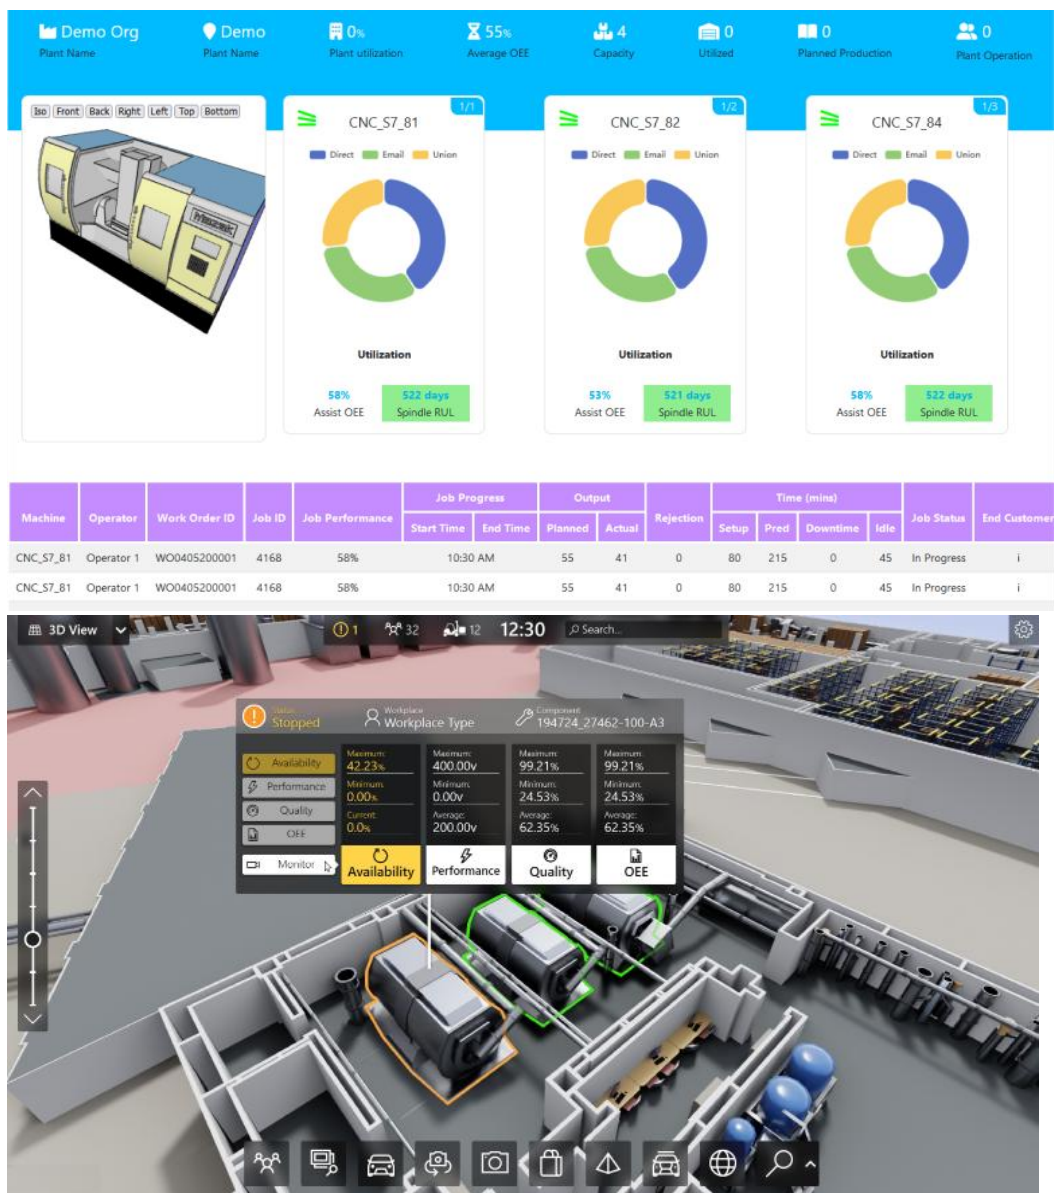 Demo Org
Plant Name
Demo
Plant Name
0%
Plant utilization
55%
Average OEE
4
Capacity
0
Utilized
0
Planned Production
0
Plant Operation
Iso Front Back Right Left Top Bottom
Mazak
1/1
CNC_S7_81
Direct Email Union
Utilization
58%
Assist OEE
522 days
Spindle RUL
1/2
CNC_S7_82
Direct Email Union
Utilization
53%
Assist OEE
521 days
Spindle RUL
1/3
CNC_S7_84
Direct Email Union
Utilization
58%
Assist OEE
522 days
Spindle RUL
Machine Operator Work Order ID Job ID Job Performance Job Progress Output Rejection Time (mins) Job Status End Customer
Start Time End Time Planned Actual Setup Pred Downtime Idle
CNC_S7_81 Operator 1 WO0405200001 4168 58% 10:30 AM 55 41 0 80 215 0 45 In Progress i
CNC_S7_81 Operator 1 WO0405200001 4168 58% 10:30 AM 55 41 0 80 215 0 45 In Progress i
3D View 1 32 12 12:30 Search...
Status
Stopped
Workplace
Workplace Type
Component
194724_27462-100-A3
Availability
Performance
Quality
OEE
Monitor
Maximum:
42.23%
Minimum:
0.00%
Current:
0.0%
Availability
Maximum:
400.00v
Minimum:
0.00v
Average:
200.00v
Performance
Maximum:
99.21%
Minimum:
24.53%
Average:
62.35%
Quality
Maximum:
99.21%
Minimum:
24.53%
Average:
62.35%
OEE